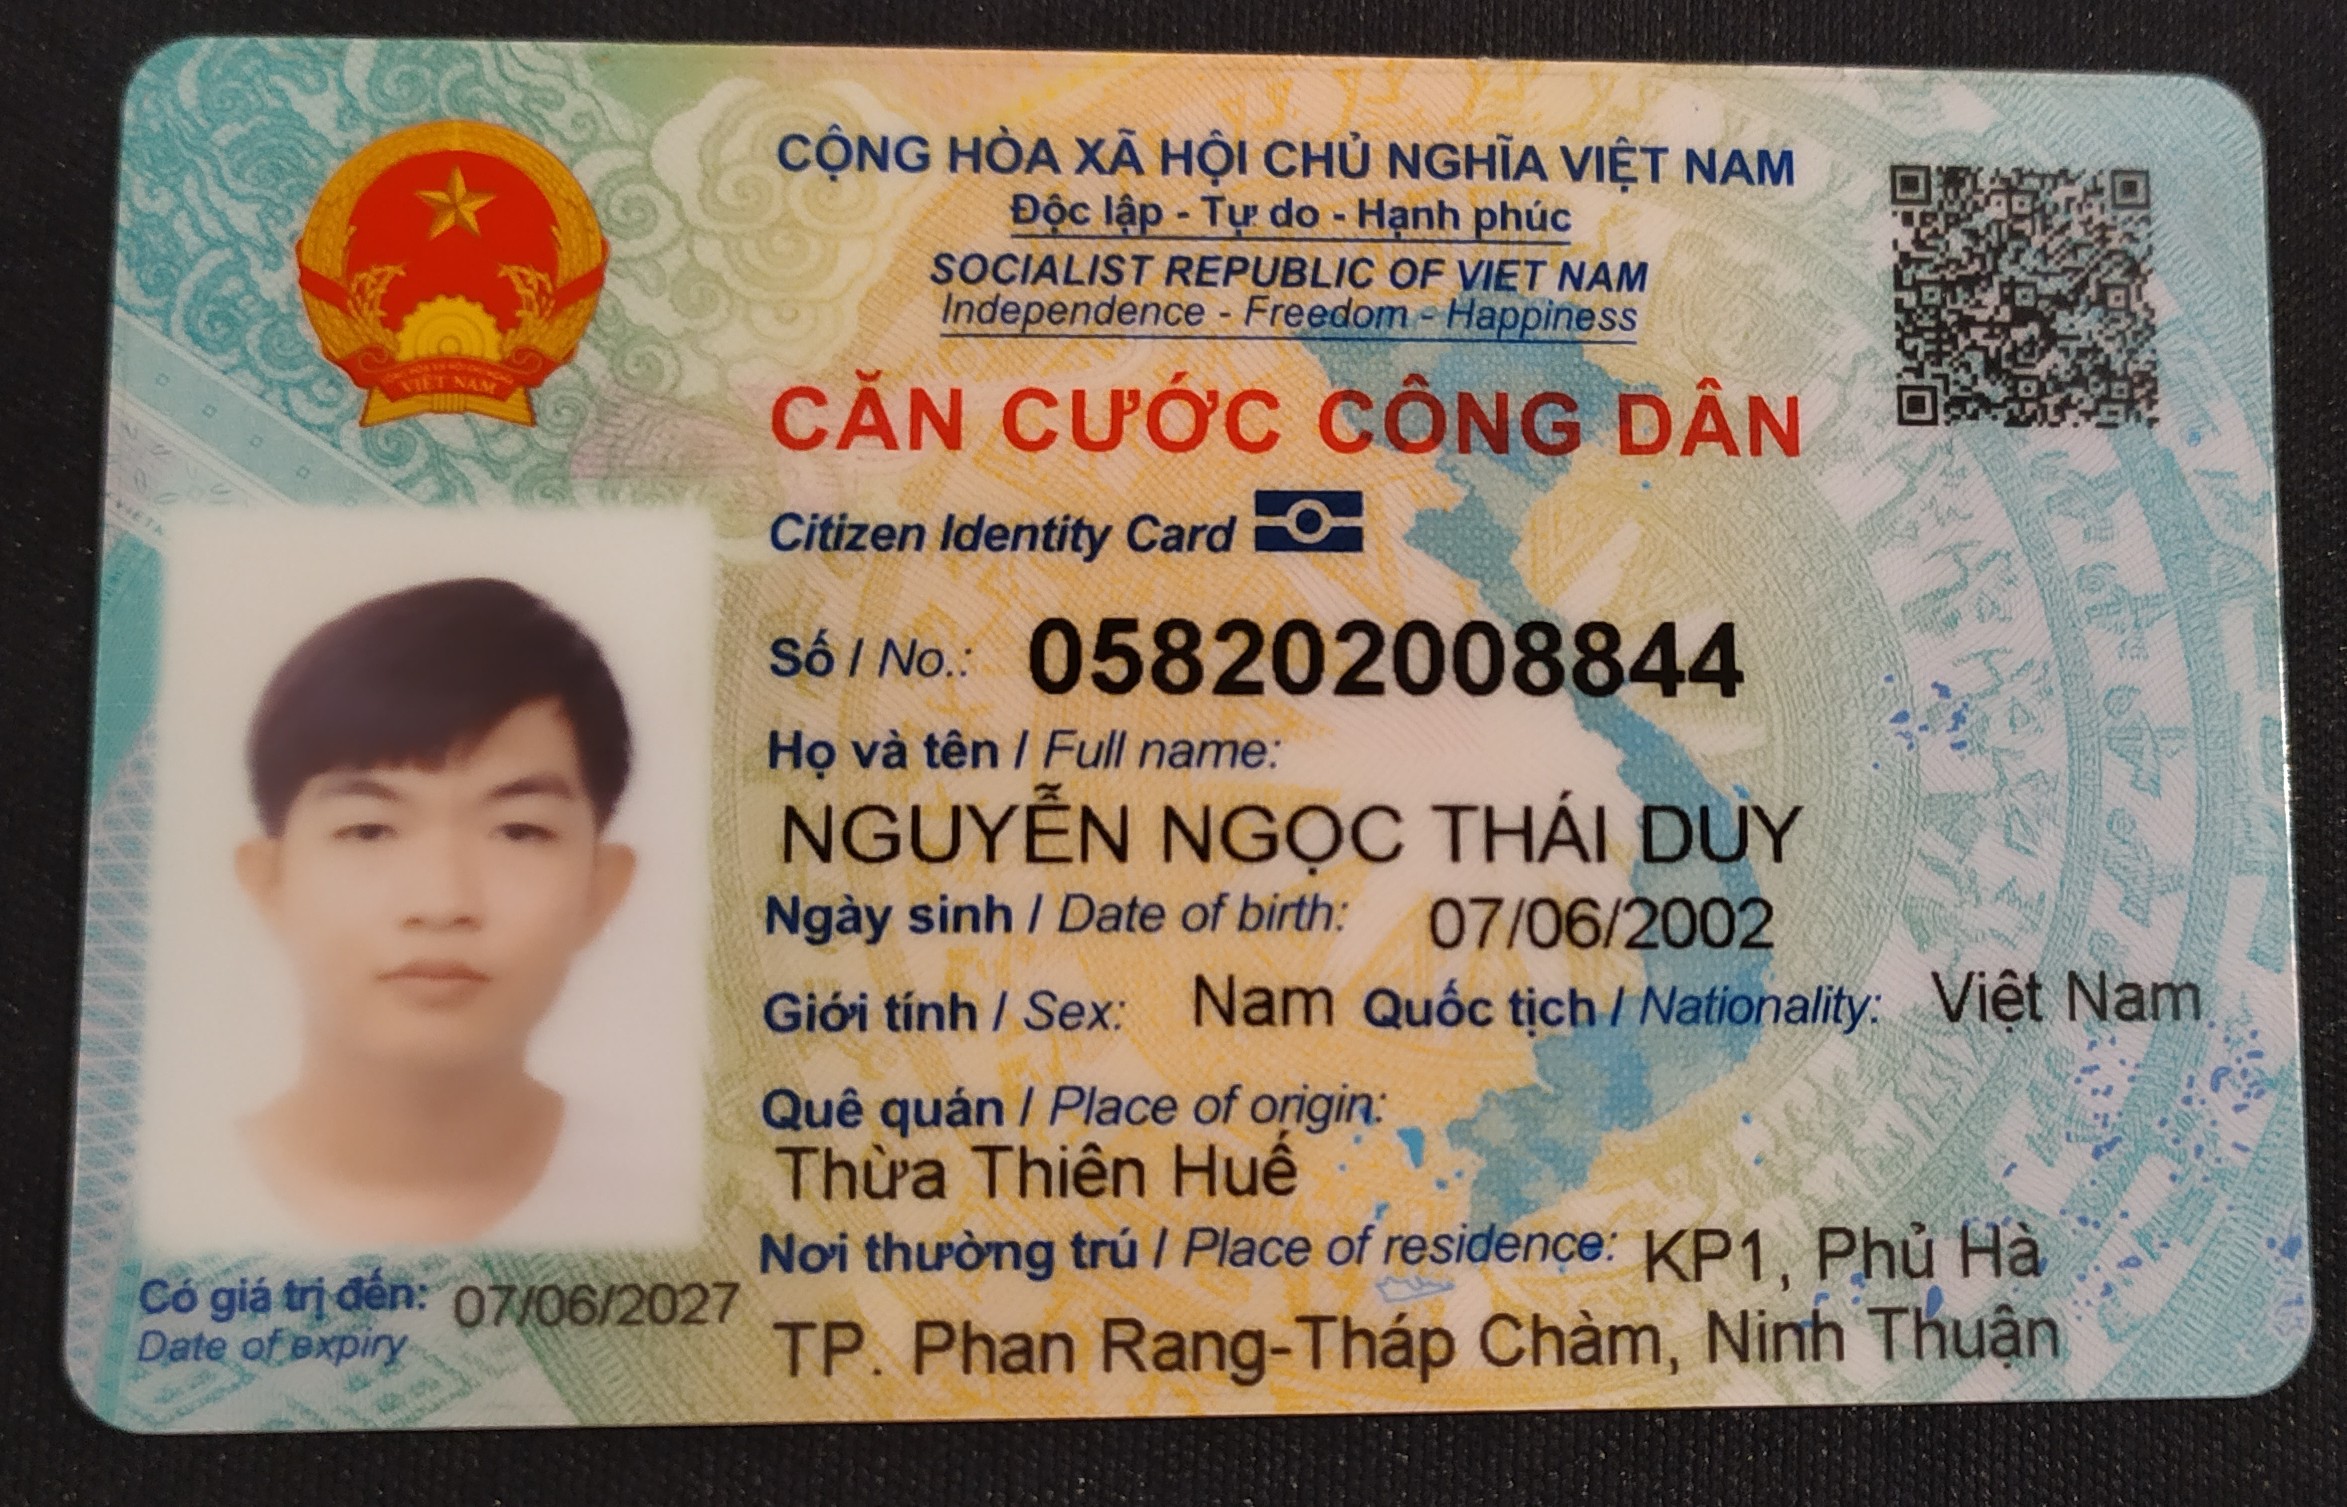 CỘNG HÒA XÃ HỘI CHỦ NGHĨA VIỆT NAM
Độc lập - Tự do - Hạnh phúc
SOCIALIST REPUBLIC OF VIET NAM
Independence - Freedom - Happiness
VIỆT NAM
CĂN CƯỚC CÔNG DÂN
Citizen Identity Card
Số / No.: 058202008844
Họ và tên / Full name:
NGUYỄN NGỌC THÁI DUY
Ngày sinh / Date of birth: 07/06/2002
Giới tính / Sex: Nam Quốc tịch / Nationality: Việt Nam
Quê quán / Place of origin:
Thừa Thiên Huế
Nơi thường trú / Place of residence: KP1, Phủ Hà
TP. Phan Rang-Tháp Chàm, Ninh Thuận
Có giá trị đến: 07/06/2027
Date of expiry